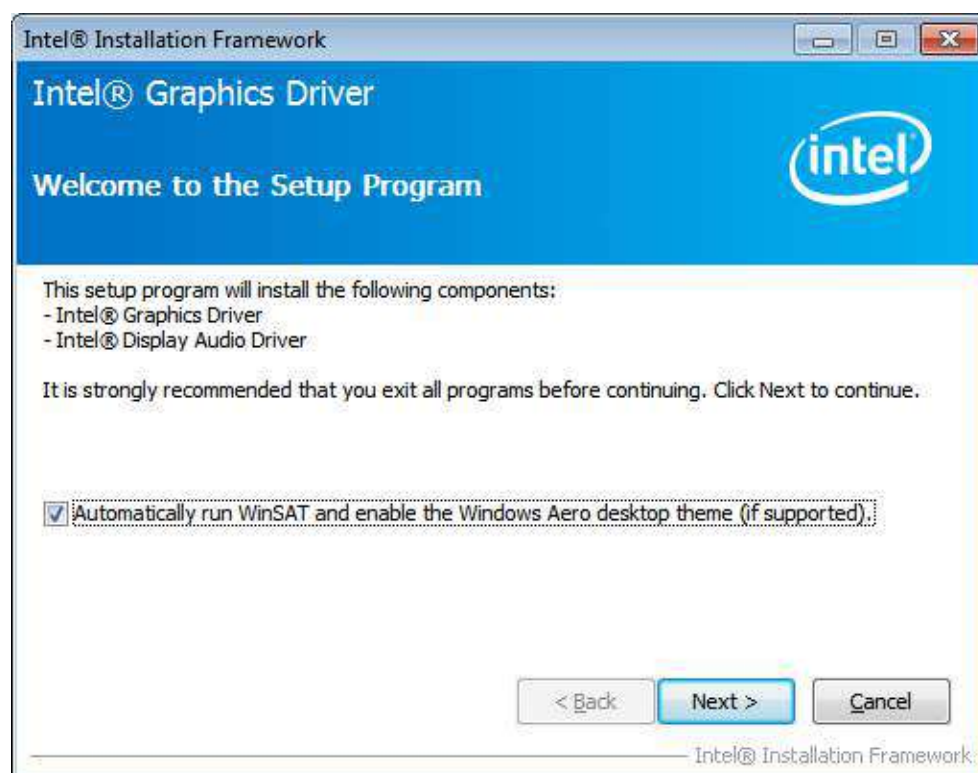 Intel® Installation Framework
Intel® Graphics Driver
intel
Welcome to the Setup Program
This setup program will install the following components:
- Intel® Graphics Driver
- Intel® Display Audio Driver
It is strongly recommended that you exit all programs before continuing. Click Next to continue.
Automatically run WinSAT and enable the Windows Aero desktop theme (if supported).
< Back Next > Cancel
Intel® Installation Framework